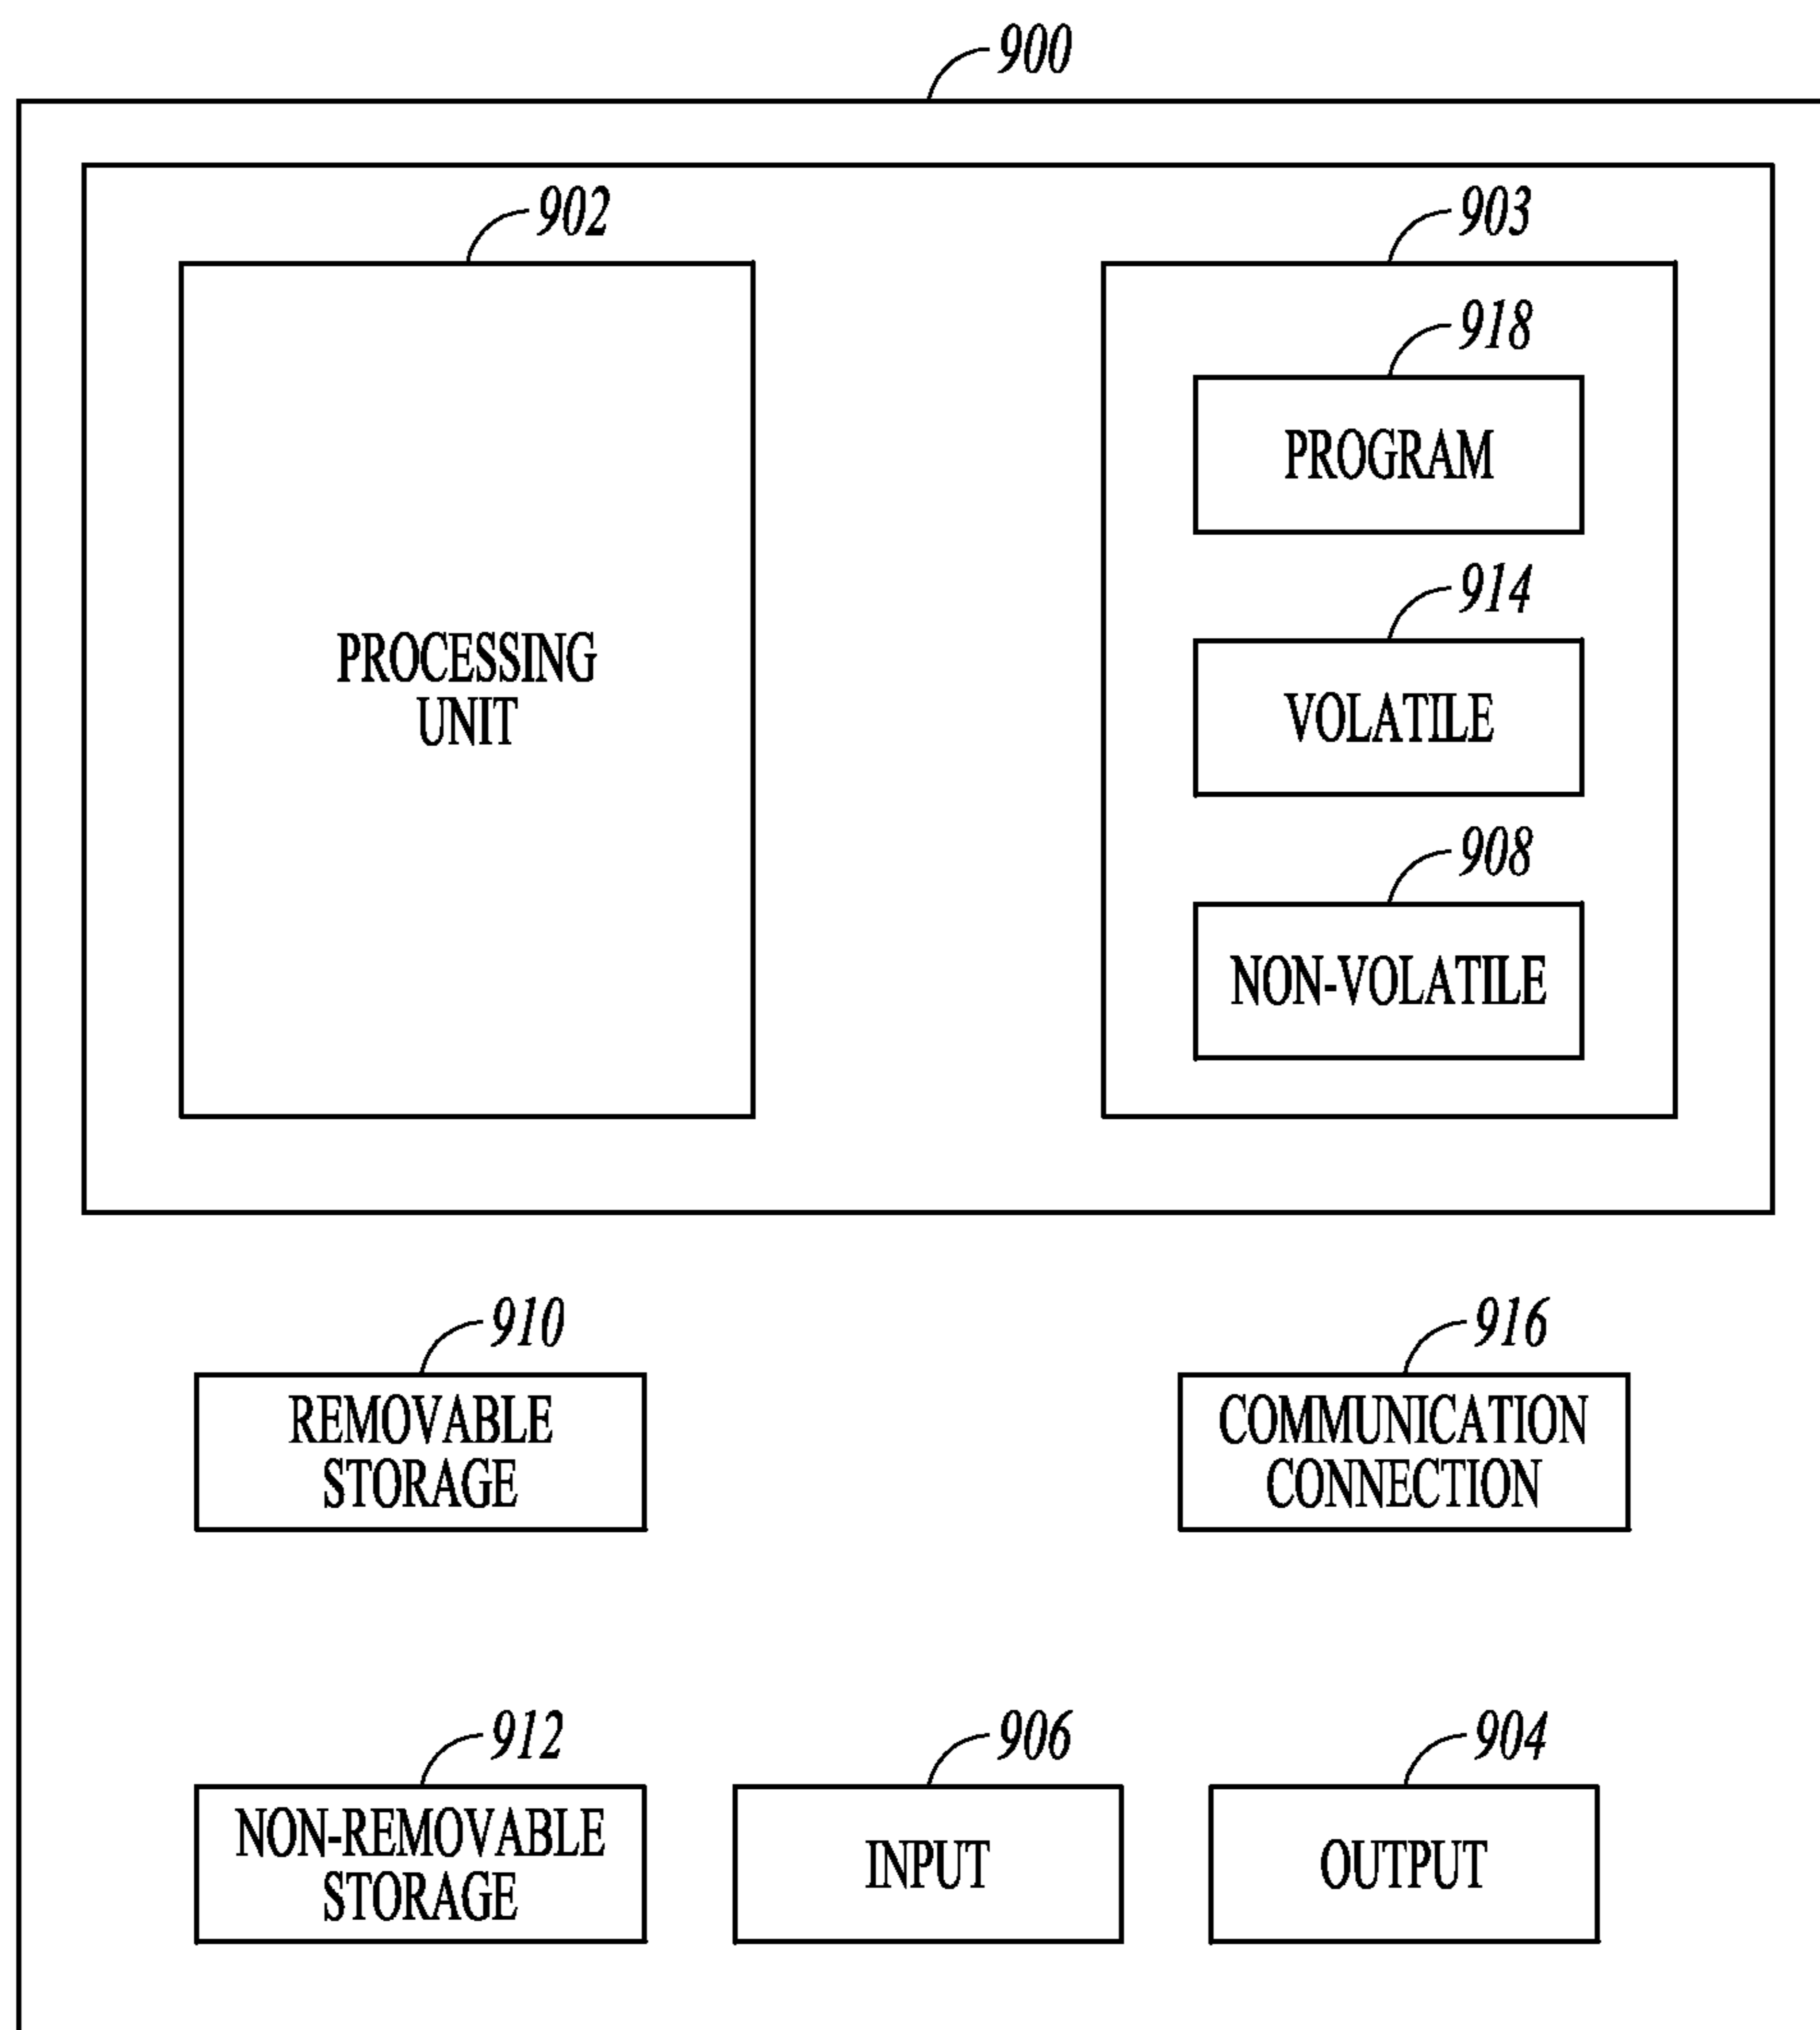 900
902
903
918
PROGRAM
914
PROCESSING
UNIT
VOLATILE
908
NON-VOLATILE
910
916
REMOVABLE
STORAGE
COMMUNICATION
CONNECTION
912
906
904
NON-REMOVABLE
STORAGE
INPUT
OUTPUT